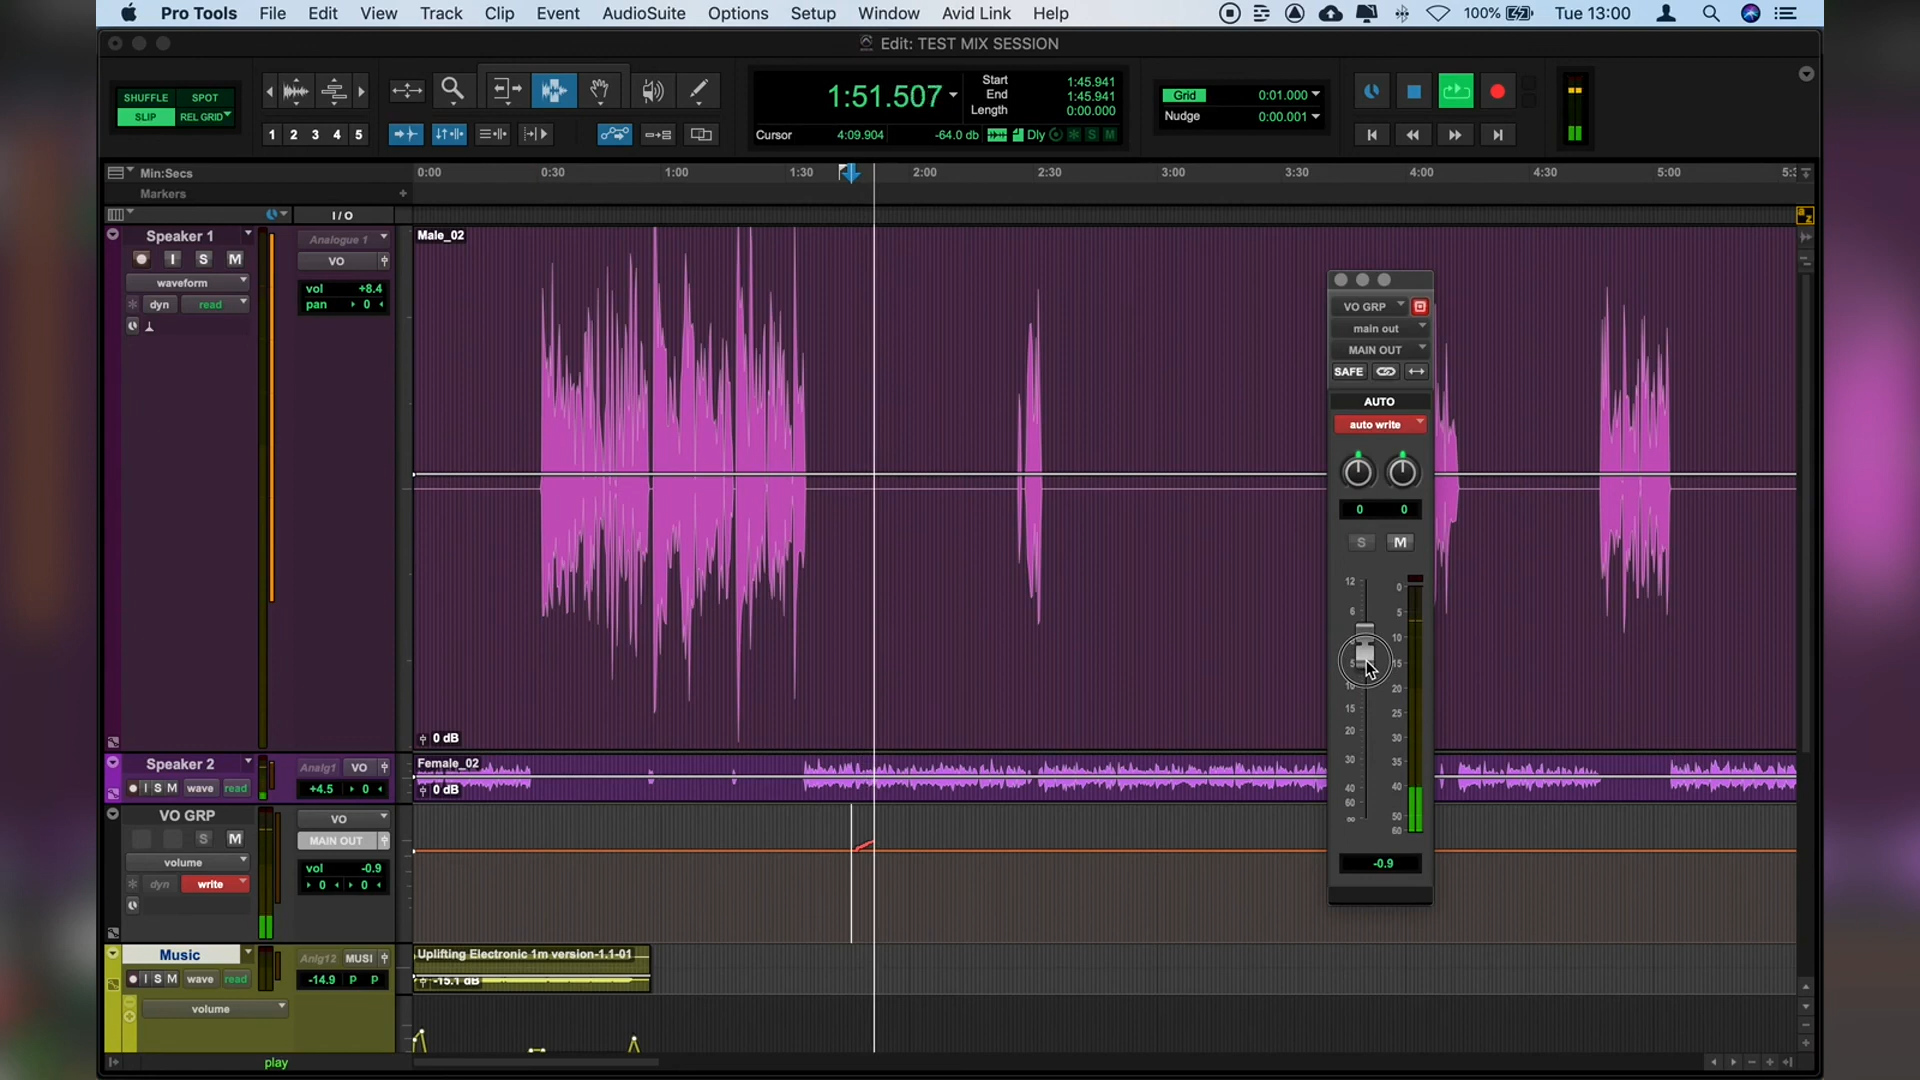 Pro Tools File Edit View Track Clip Event AudioSuite Options Setup Window Avid Link Help 100% Tue 13:00
Edit: TEST MIX SESSION
SHUFFLE SPOT
SLIP REL GRID
1 2 3 4 5
1:51.507
Start 1:45.941
End 1:45.941
Length 0:00.000
Cursor 4:09.904 -64.0 db Dly S M
Grid 0:01.000
Nudge 0:00.001
Min:Secs 0:00 0:30 1:00 1:30 2:00 2:30 3:00 3:30 4:00 4:30 5:00
Markers
I / O
a z
Speaker 1
I S M
waveform
dyn read
Analogue 1
VO
vol +8.4
pan 0
Male_02
0 dB
Speaker 2
I S M wave read
Analg1 VO
+4.5 0
Female_02
0 dB
VO GRP
S M
volume
dyn write
VO
MAIN OUT
vol -0.9
0 0
Music
I S M wave read
Anlg12 MUSI
-14.9 P P
Uplifting Electronic 1m version-1.1-01
-15.1 dB
volume
play
VO GRP
main out
MAIN OUT
SAFE
AUTO
auto write
0 0
S M
12 0
6 5
10
5 15
10 20
15 25
20 30
30 35
40 40
60 50
∞ 60
-0.9